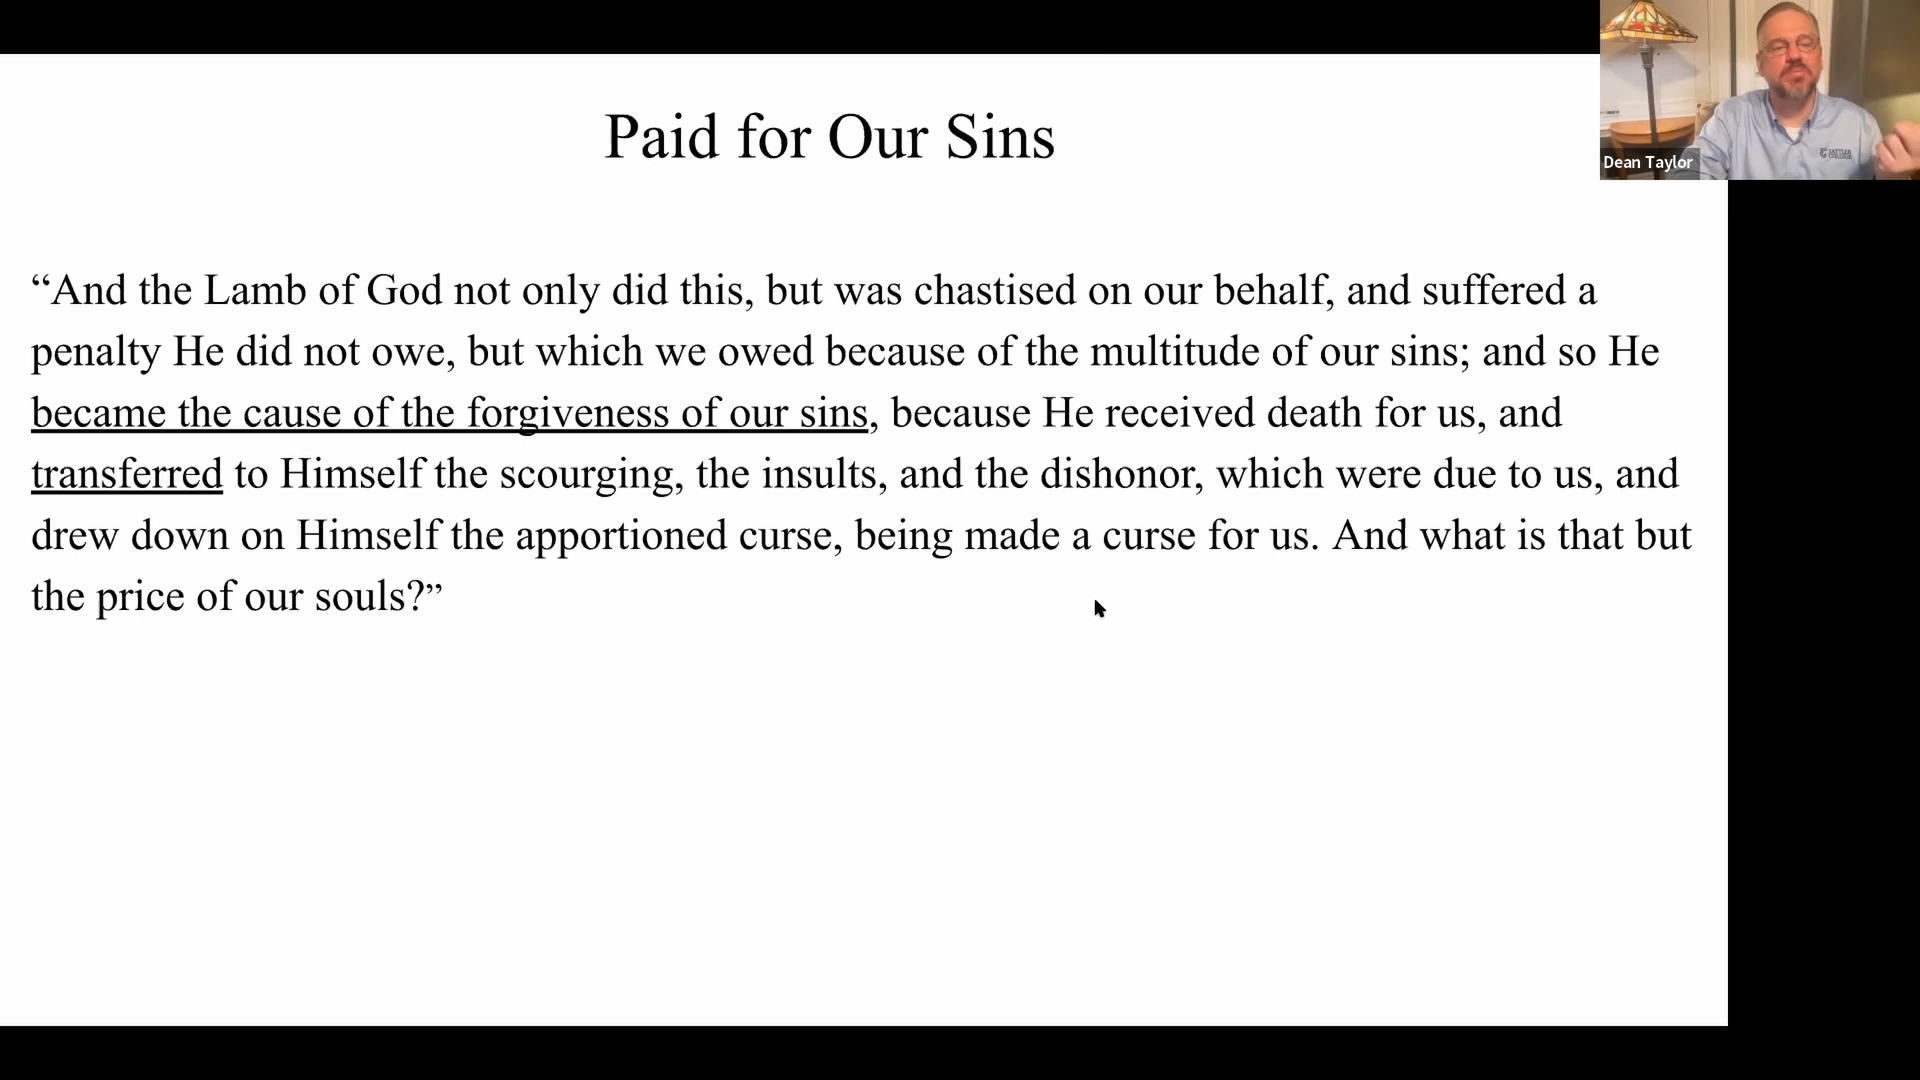 Paid for Our Sins
“And the Lamb of God not only did this, but was chastised on our behalf, and suffered a
penalty He did not owe, but which we owed because of the multitude of our sins; and so He
became the cause of the forgiveness of our sins, because He received death for us, and
transferred to Himself the scourging, the insults, and the dishonor, which were due to us, and
drew down on Himself the apportioned curse, being made a curse for us. And what is that but
the price of our souls?”
Dean Taylor
SATTLER
COLLEGE